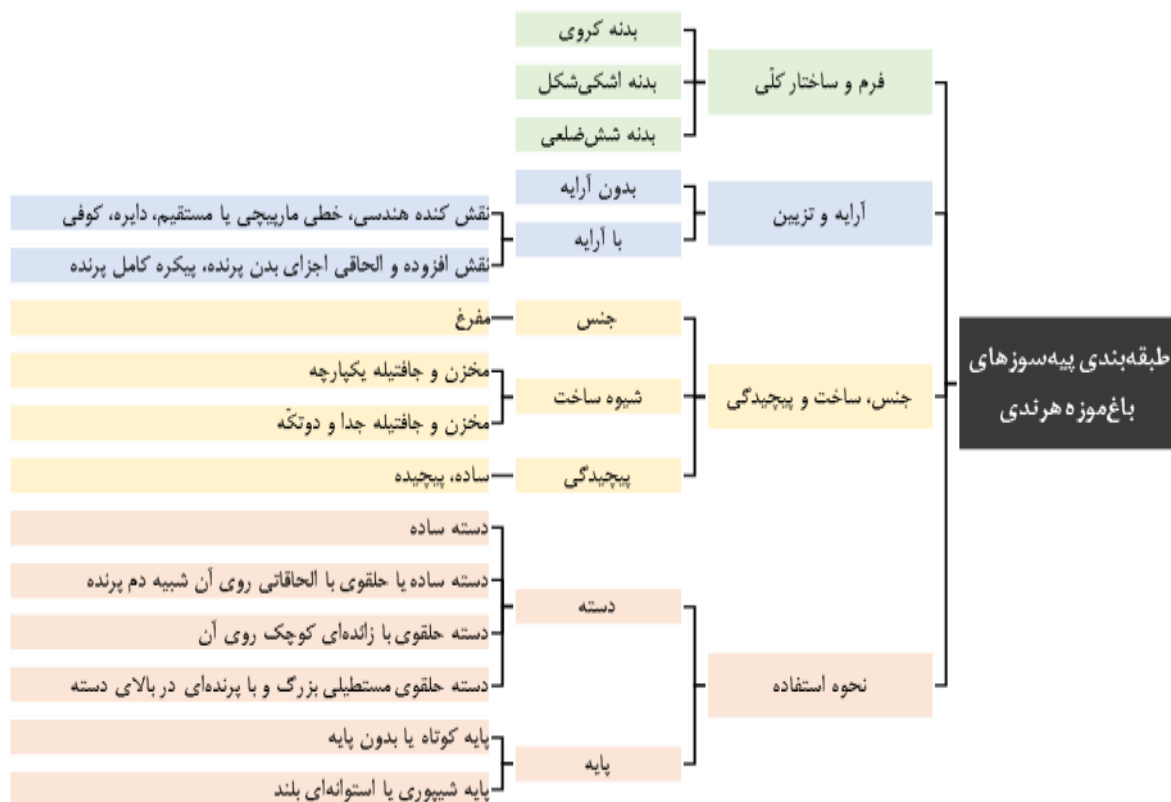 طبقه‌بندی پیه‌سوزهای
باغ‌موزه هرندی
فرم و ساختار کلّی
بدنه کروی
بدنه اشکی‌شکل
بدنه شش‌ضلعی
آرایه و تزیین
بدون آرایه
با آرایه
نقش کنده هندسی، خطی مارپیچی یا مستقیم، دایره، کوفی
نقش افزوده و الحاقی اجزای بدن پرنده، پیکره کامل پرنده
جنس، ساخت و پیچیدگی
جنس
مفرغ
شیوه ساخت
مخزن و جافتیله یکپارچه
مخزن و جافتیله جدا و دوتکّه
پیچیدگی
ساده، پیچیده
نحوه استفاده
دسته
دسته ساده
دسته ساده یا حلقوی با الحاقاتی روی آن شبیه دم پرنده
دسته حلقوی با زائده‌ای کوچک روی آن
دسته حلقوی مستطیلی بزرگ و با پرنده‌ای در بالای دسته
پایه
پایه کوتاه یا بدون پایه
پایه شیپوری یا استوانه‌ای بلند